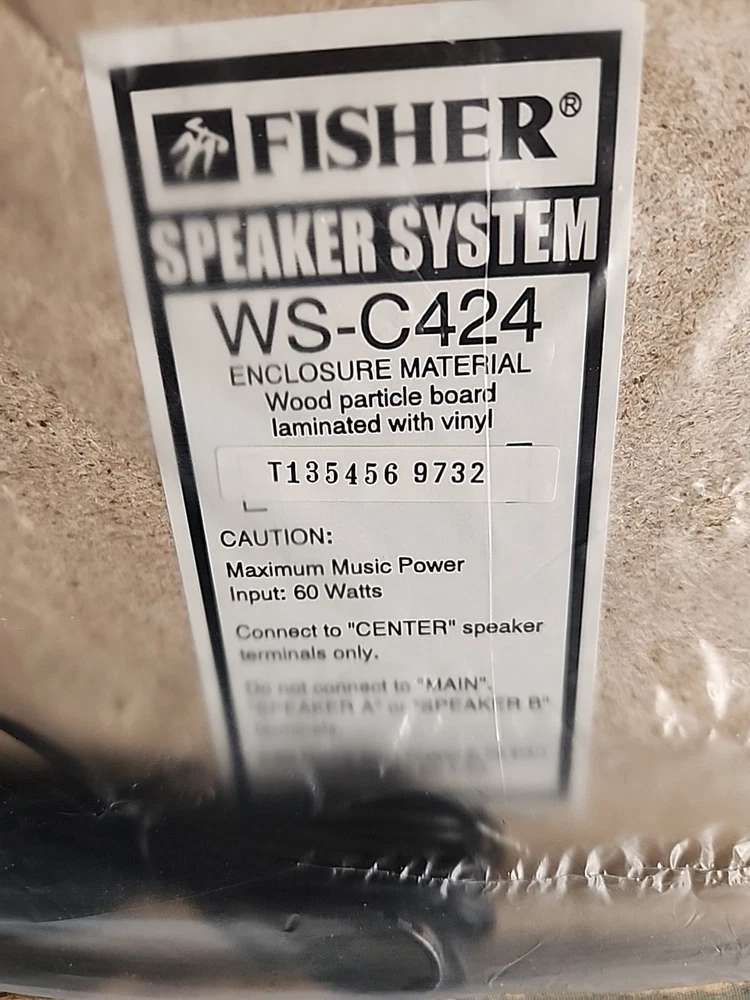 FISHER®
SPEAKER SYSTEM
WS-C424
ENCLOSURE MATERIAL
Wood particle board
laminated with vinyl
T135456 9732
CAUTION:
Maximum Music Power
Input: 60 Watts
Connect to "CENTER" speaker
terminals only.
Do not connect to "MAIN",
"SPEAKER A" or "SPEAKER B"
terminals.